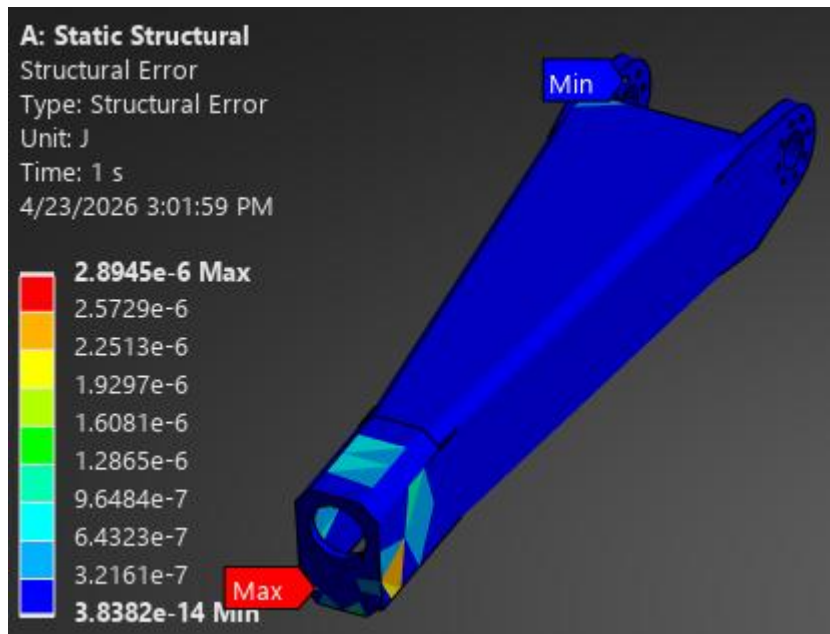 A: Static Structural
Structural Error
Type: Structural Error
Unit: J
Time: 1 s
4/23/2026 3:01:59 PM
2.8945e-6 Max
2.5729e-6
2.2513e-6
1.9297e-6
1.6081e-6
1.2865e-6
9.6484e-7
6.4323e-7
3.2161e-7
3.8382e-14 Min
Min
Max